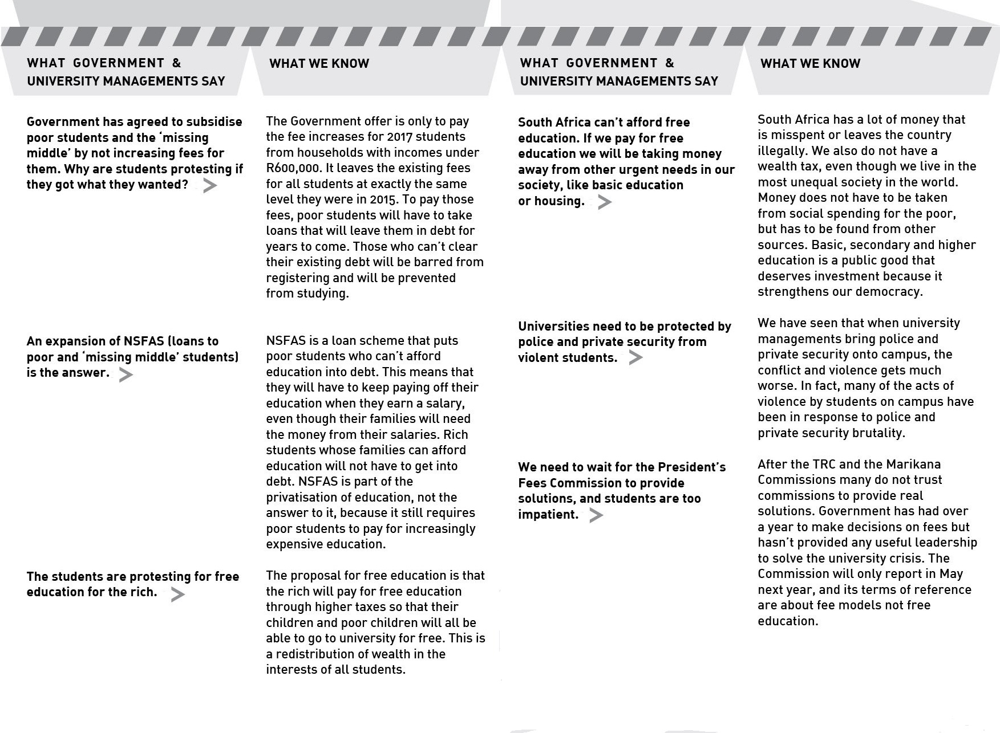 WHAT GOVERNMENT &
UNIVERSITY MANAGEMENTS SAY
WHAT WE KNOW
Government has agreed to subsidise
poor students and the ‘missing
middle’ by not increasing fees for
them. Why are students protesting if
they got what they wanted? >
The Government offer is only to pay
the fee increases for 2017 students
from households with incomes under
R600,000. It leaves the existing fees
for all students at exactly the same
level they were in 2015. To pay those
fees, poor students will have to take
loans that will leave them in debt for
years to come. Those who can’t clear
their existing debt will be barred from
registering and will be prevented
from studying.
An expansion of NSFAS (loans to
poor and ‘missing middle’ students)
is the answer. >
NSFAS is a loan scheme that puts
poor students who can’t afford
education into debt. This means that
they will have to keep paying off their
education when they earn a salary,
even though their families will need
the money from their salaries. Rich
students whose families can afford
education will not have to get into
debt. NSFAS is part of the
privatisation of education, not the
answer to it, because it still requires
poor students to pay for increasingly
expensive education.
The students are protesting for free
education for the rich. >
The proposal for free education is that
the rich will pay for free education
through higher taxes so that their
children and poor children will all be
able to go to university for free. This is
a redistribution of wealth in the
interests of all students.
WHAT GOVERNMENT &
UNIVERSITY MANAGEMENTS SAY
WHAT WE KNOW
South Africa can’t afford free
education. If we pay for free
education we will be taking money
away from other urgent needs in our
society, like basic education
or housing. >
South Africa has a lot of money that
is misspent or leaves the country
illegally. We also do not have a
wealth tax, even though we live in the
most unequal society in the world.
Money does not have to be taken
from social spending for the poor,
but has to be found from other
sources. Basic, secondary and higher
education is a public good that
deserves investment because it
strengthens our democracy.
Universities need to be protected by
police and private security from
violent students. >
We have seen that when university
managements bring police and
private security onto campus, the
conflict and violence gets much
worse. In fact, many of the acts of
violence by students on campus have
been in response to police and
private security brutality.
We need to wait for the President’s
Fees Commission to provide
solutions, and students are too
impatient. >
After the TRC and the Marikana
Commissions many do not trust
commissions to provide real
solutions. Government has had over
a year to make decisions on fees but
hasn’t provided any useful leadership
to solve the university crisis. The
Commission will only report in May
next year, and its terms of reference
are about fee models not free
education.